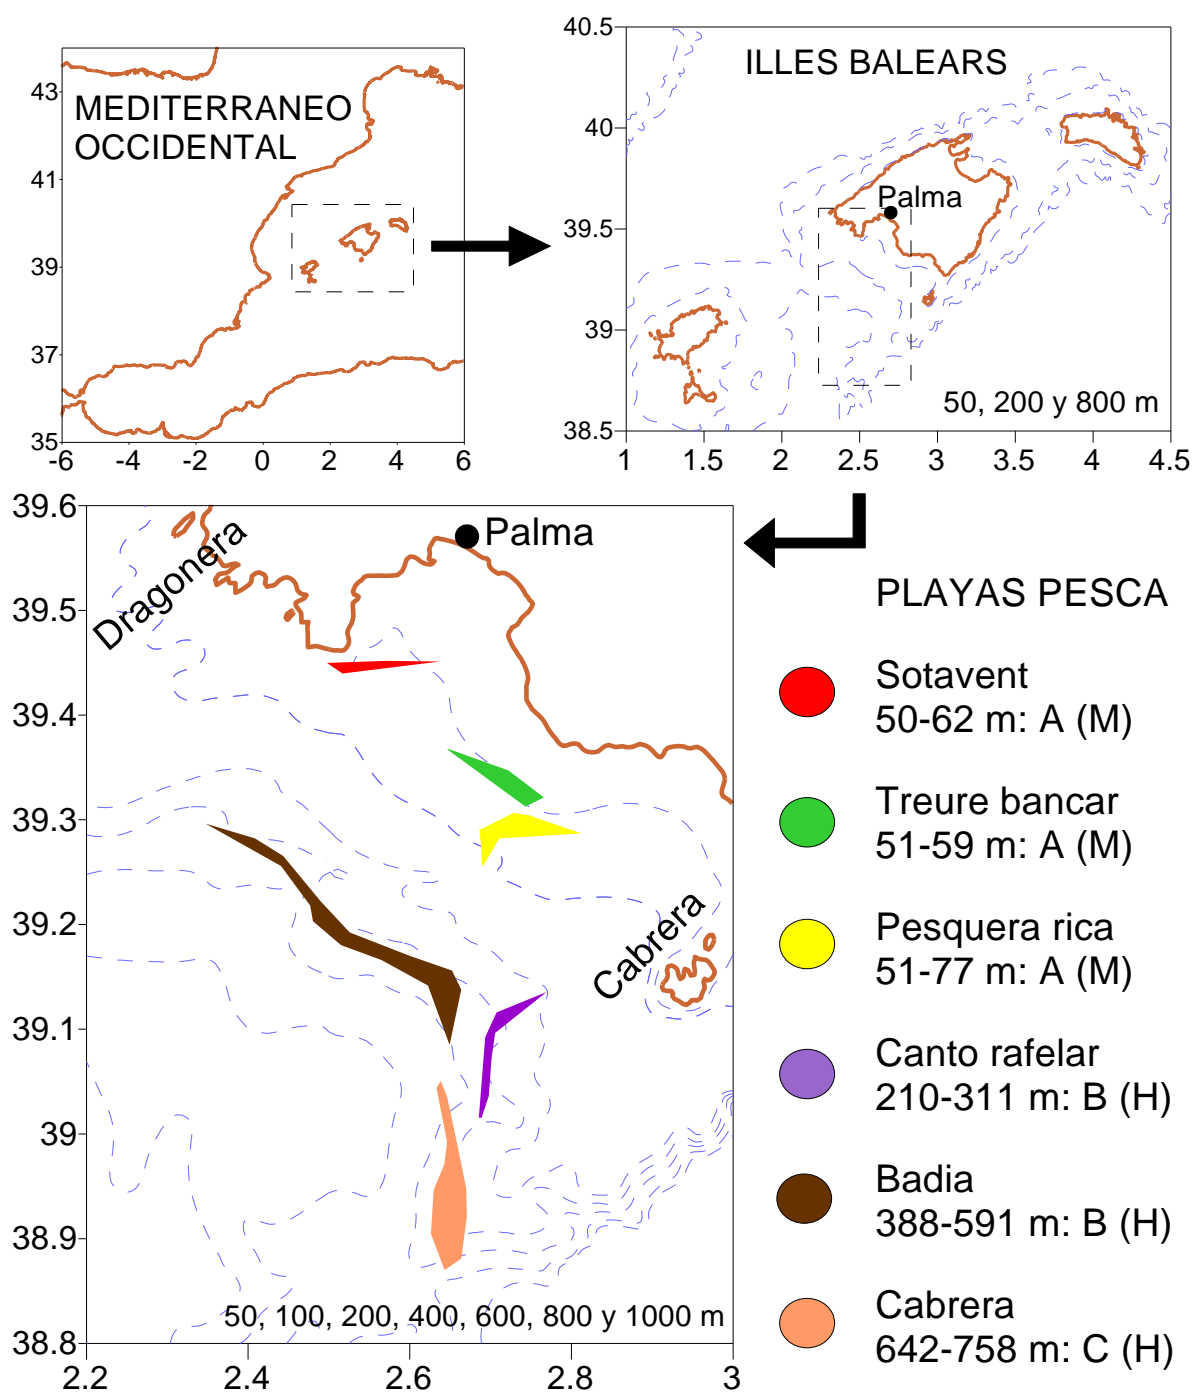 MEDITERRANEO
OCCIDENTAL
43
41
39
37
35
-6
-4
-2
0
2
4
6
ILLES BALEARS
Palma
50, 200 y 800 m
40.5
40
39.5
39
38.5
1
1.5
2
2.5
3
3.5
4
4.5
39.6
39.5
39.4
39.3
39.2
39.1
39
38.9
38.8
2.2
2.4
2.6
2.8
3
Dragonera
Palma
Cabrera
50, 100, 200, 400, 600, 800 y 1000 m
PLAYAS PESCA
Sotavent
50-62 m: A (M)
Treure bancar
51-59 m: A (M)
Pesquera rica
51-77 m: A (M)
Canto rafelar
210-311 m: B (H)
Badia
388-591 m: B (H)
Cabrera
642-758 m: C (H)